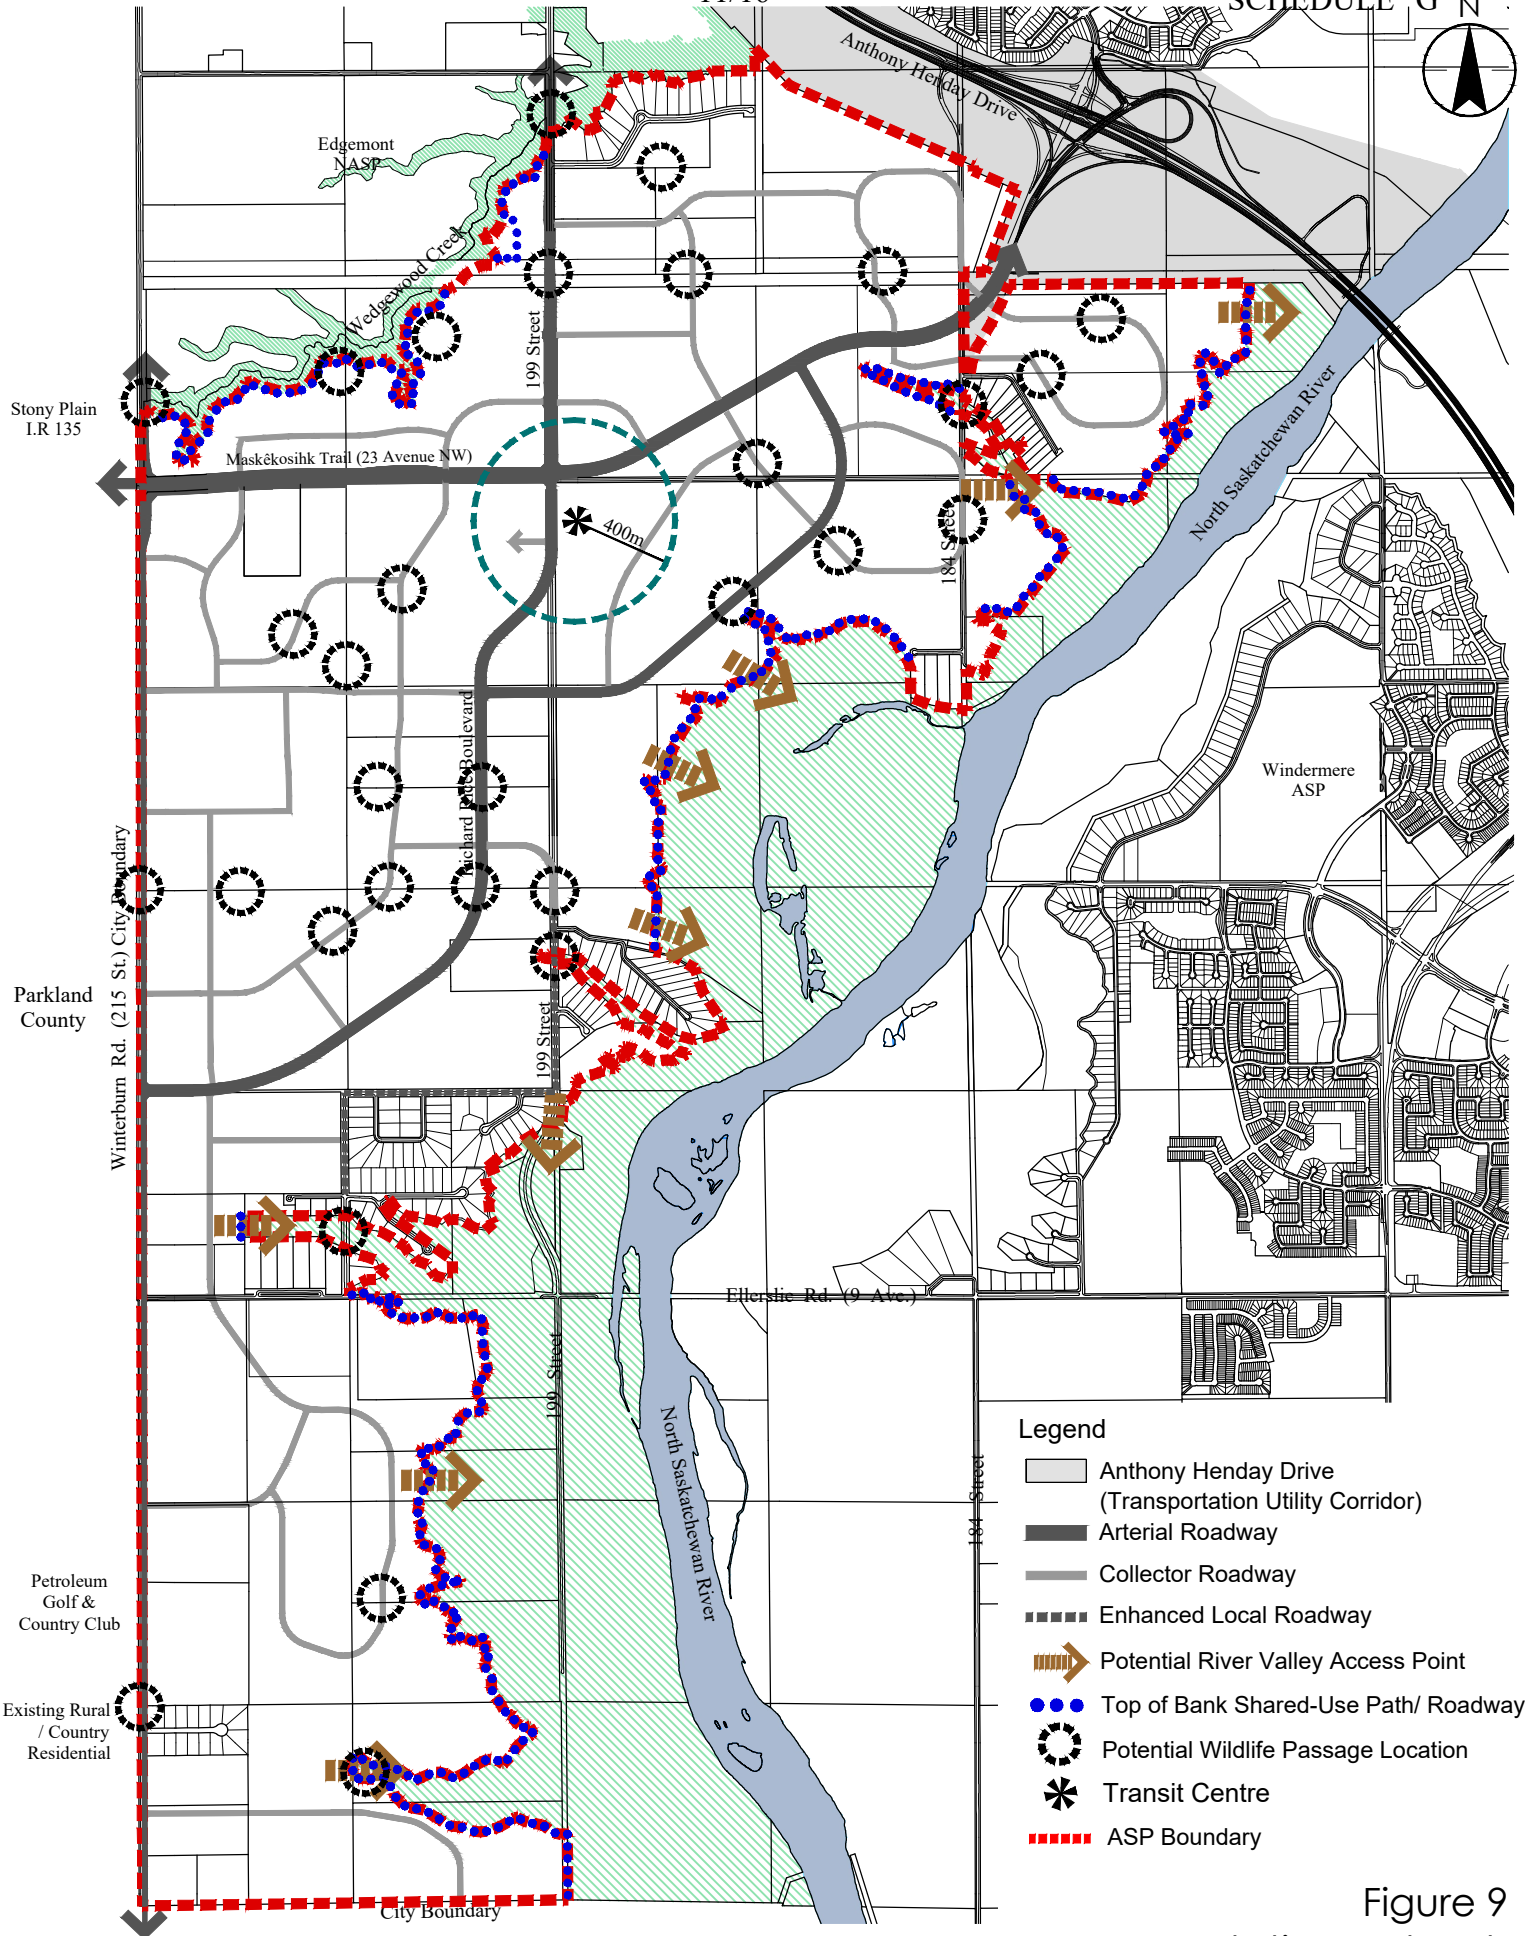 SCHEDULE "G"
N
Anthony Henday Drive
Edgemont
NASP
Wedgewood Creek
199 Street
Stony Plain
I.R 135
Maskêkosihk Trail (23 Avenue NW)
400m
184 Street
North Saskatchewan River
Windermere
ASP
Richard Rice Boulevard
Winterburn Rd. (215 St.) City Boundary
Parkland
County
199 Street
Ellerslie Rd. (9 Ave.)
199 Street
North Saskatchewan River
184 Street
Petroleum
Golf &
Country Club
Existing Rural
/ Country
Residential
City Boundary
Legend
Anthony Henday Drive
(Transportation Utility Corridor)
Arterial Roadway
Collector Roadway
Enhanced Local Roadway
Potential River Valley Access Point
Top of Bank Shared-Use Path/ Roadway
Potential Wildlife Passage Location
Transit Centre
ASP Boundary
Figure 9